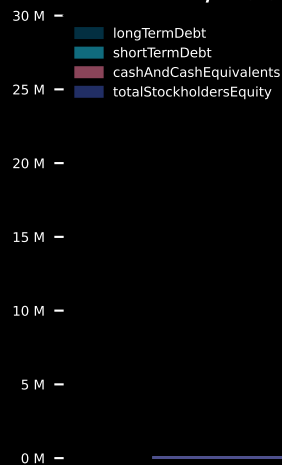 30 M
longTermDebt
shortTermDebt
cashAndCashEquivalents
totalStockholdersEquity
25 M
20 M
15 M
10 M
5 M
0 M